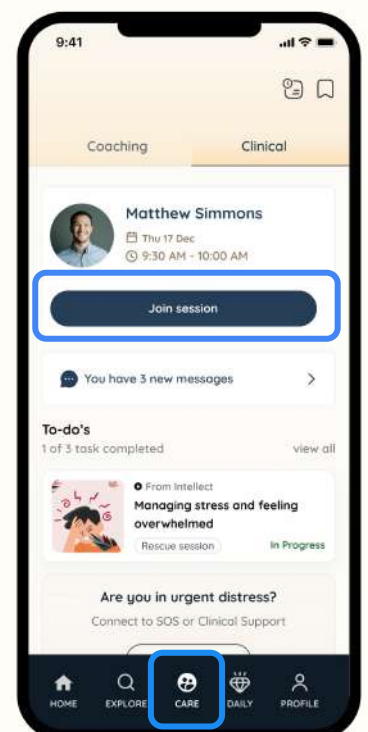 9:41
Coaching Clinical
Matthew Simmons
Thu 17 Dec
9:30 AM - 10:00 AM
Join session
You have 3 new messages
To-do's
1 of 3 task completed view all
From Intellect
Managing stress and feeling
overwhelmed
Rescue session In Progress
Are you in urgent distress?
Connect to SOS or Clinical Support
HOME EXPLORE CARE DAILY PROFILE